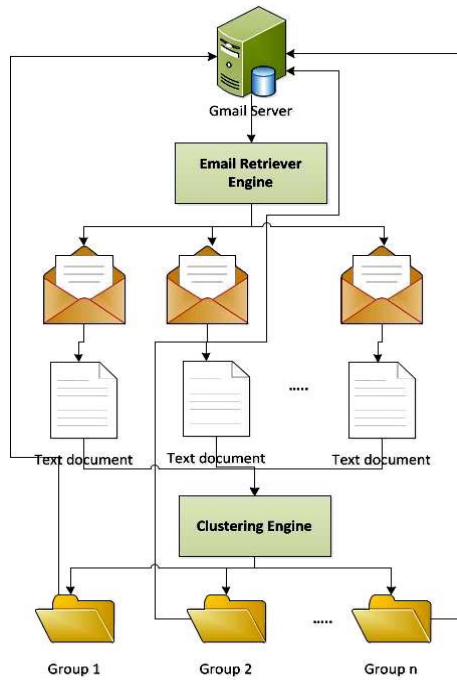 Gmail Server
Email Retriever
Engine
.....
Text document
Text document
Text document
Clustering Engine
.....
Group 1
Group 2
Group n